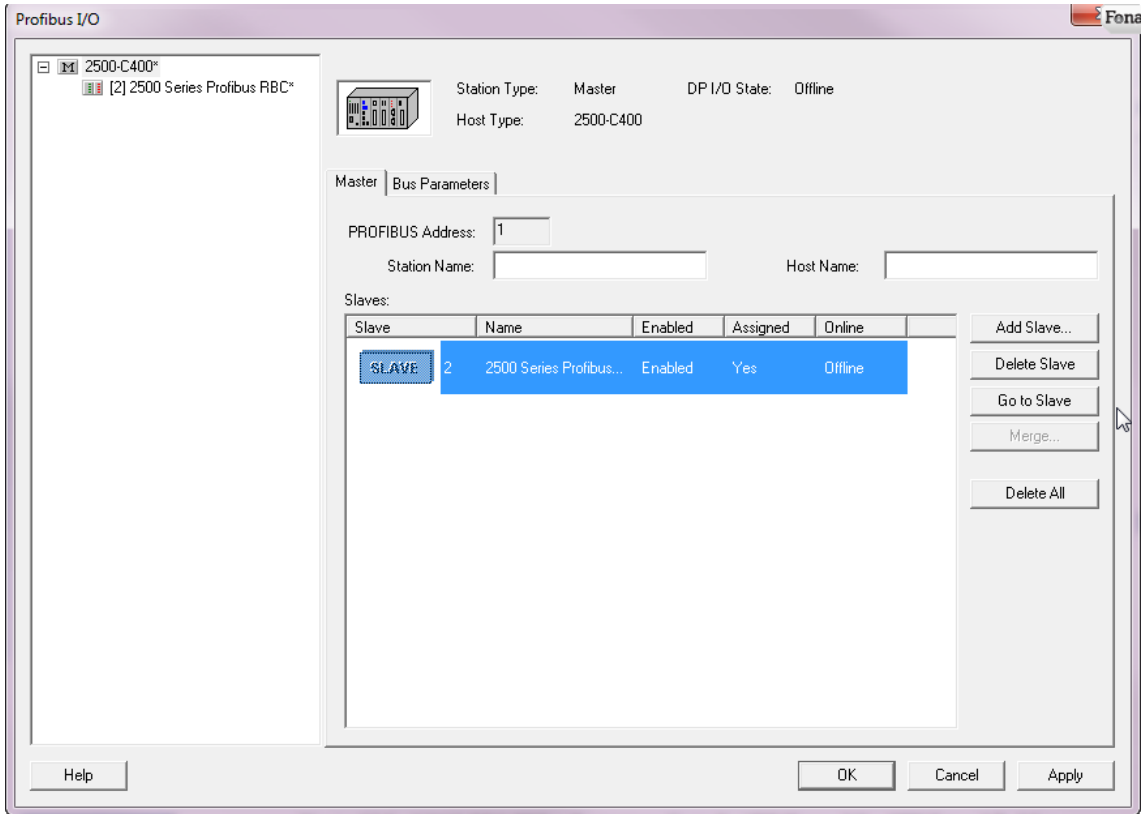 Profibus I/O
Fona
2500-C400*
[2] 2500 Series Profibus RBC*
Station Type: Master DP I/O State: Offline
Host Type: 2500-C400
Master Bus Parameters
PROFIBUS Address: 1
Station Name: Host Name:
Slaves:
Slave Name Enabled Assigned Online
SLAVE 2 2500 Series Profibus... Enabled Yes Offline
Add Slave...
Delete Slave
Go to Slave
Merge...
Delete All
Help OK Cancel Apply